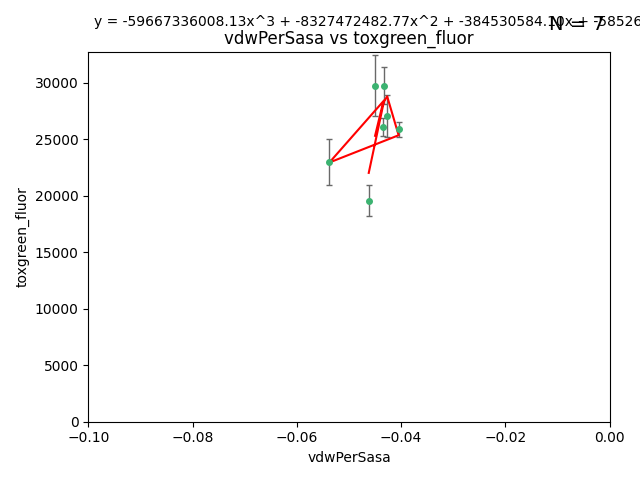 y = -59667336008.13x^3 + -8327472482.77x^2 + -384530584.10x + -58526
N = 7
vdwPerSasa vs toxgreen_fluor
30000
25000
20000
15000
10000
5000
0
toxgreen_fluor
−0.10 −0.08 −0.06 −0.04 −0.02 0.00
vdwPerSasa